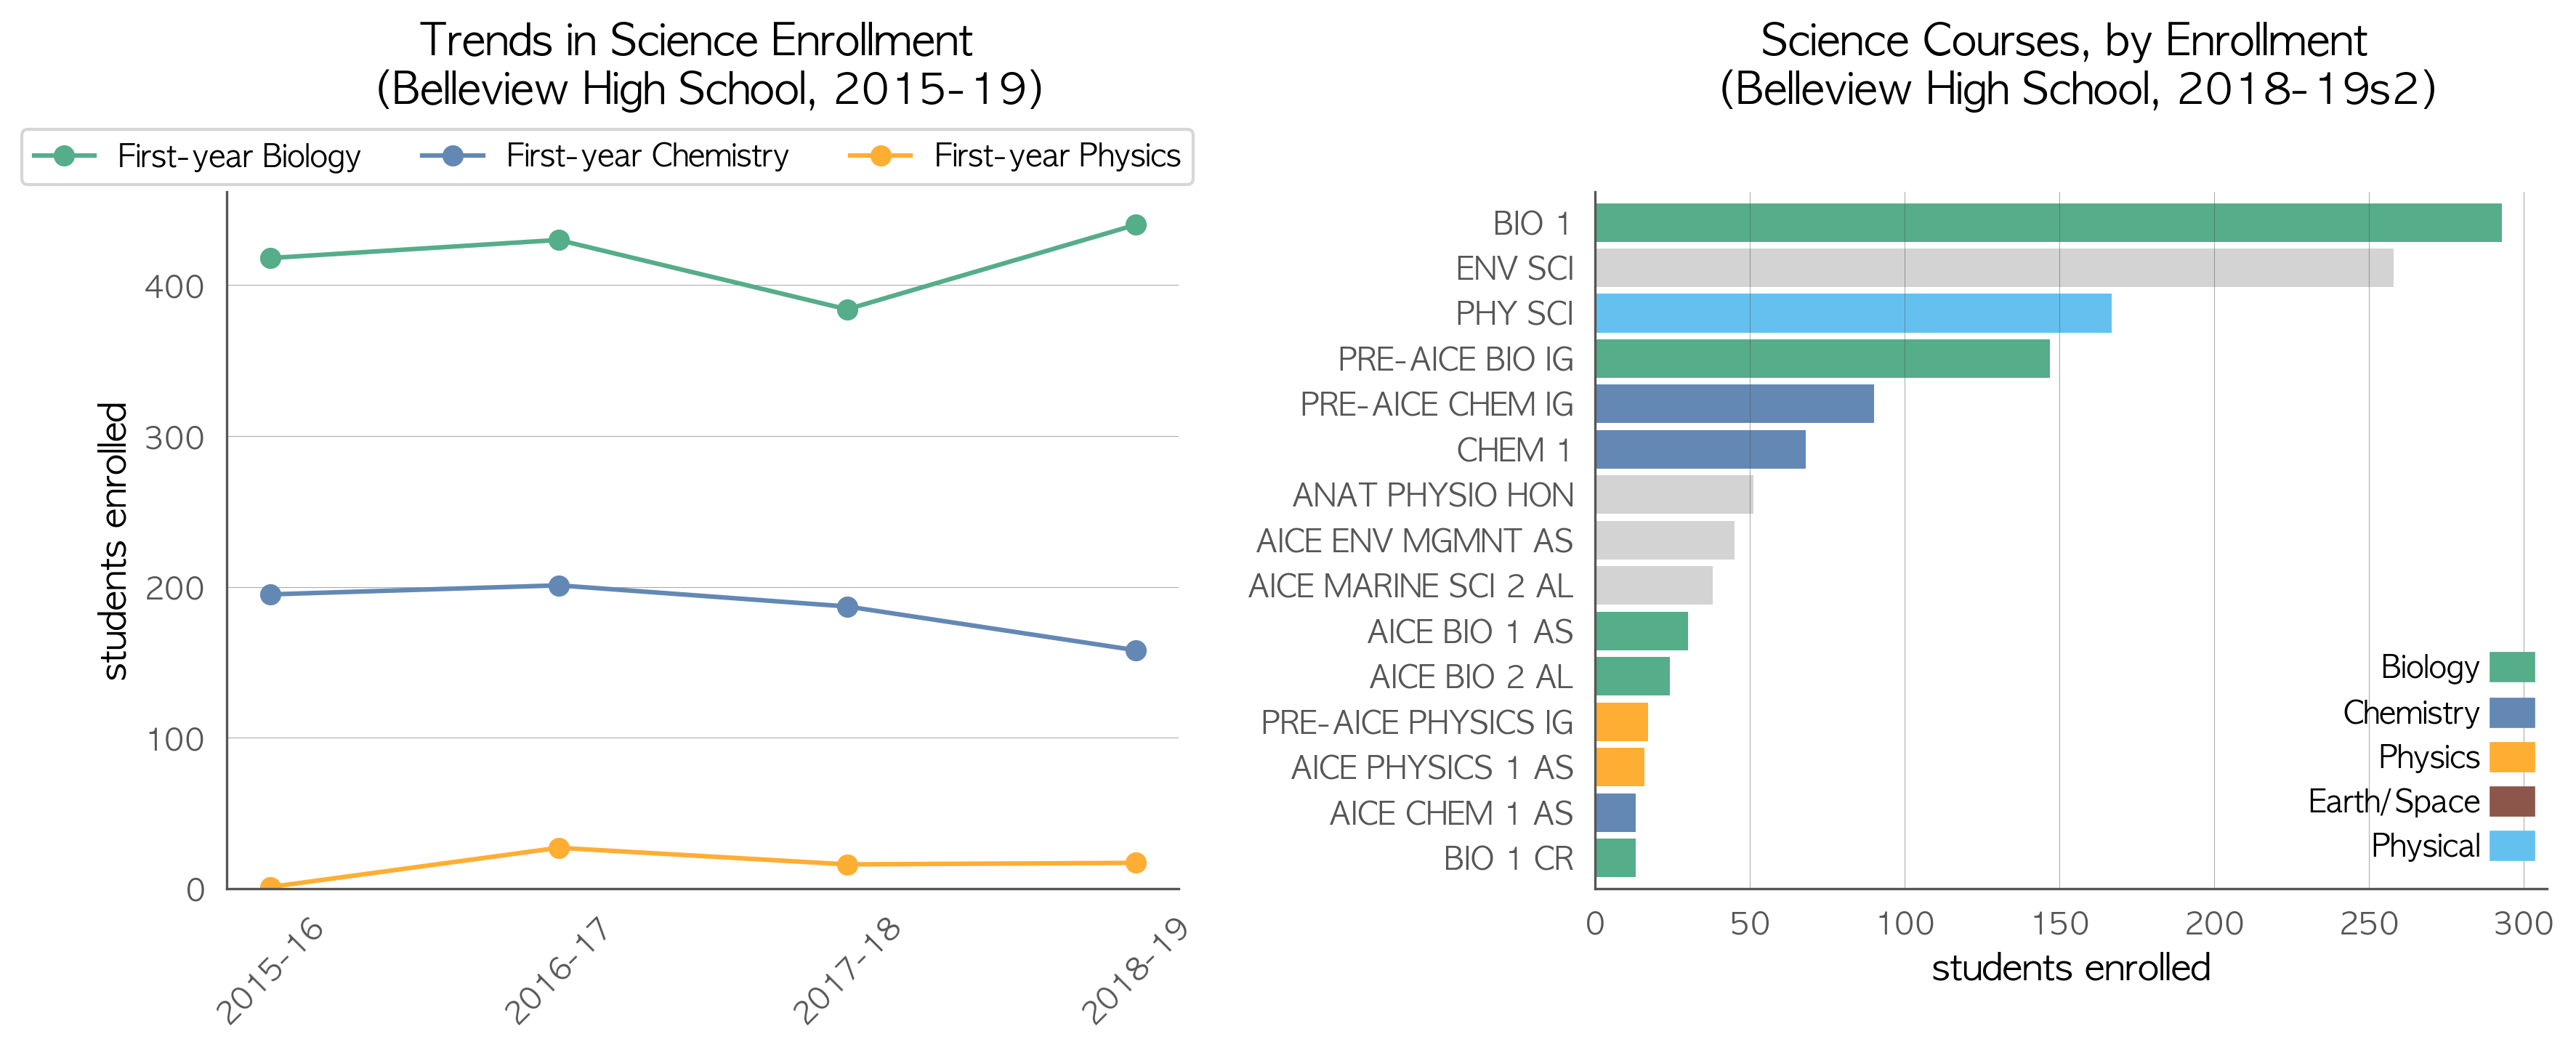 Trends in Science Enrollment
(Belleview High School, 2015-19)
First-year Biology
First-year Chemistry
First-year Physics
students enrolled
400
300
200
100
0
2015-16
2016-17
2017-18
2018-19
Science Courses, by Enrollment
(Belleview High School, 2018-19s2)
BIO 1
ENV SCI
PHY SCI
PRE-AICE BIO IG
PRE-AICE CHEM IG
CHEM 1
ANAT PHYSIO HON
AICE ENV MGMNT AS
AICE MARINE SCI 2 AL
AICE BIO 1 AS
AICE BIO 2 AL
PRE-AICE PHYSICS IG
AICE PHYSICS 1 AS
AICE CHEM 1 AS
BIO 1 CR
Biology
Chemistry
Physics
Earth/Space
Physical
0
50
100
150
200
250
300
students enrolled